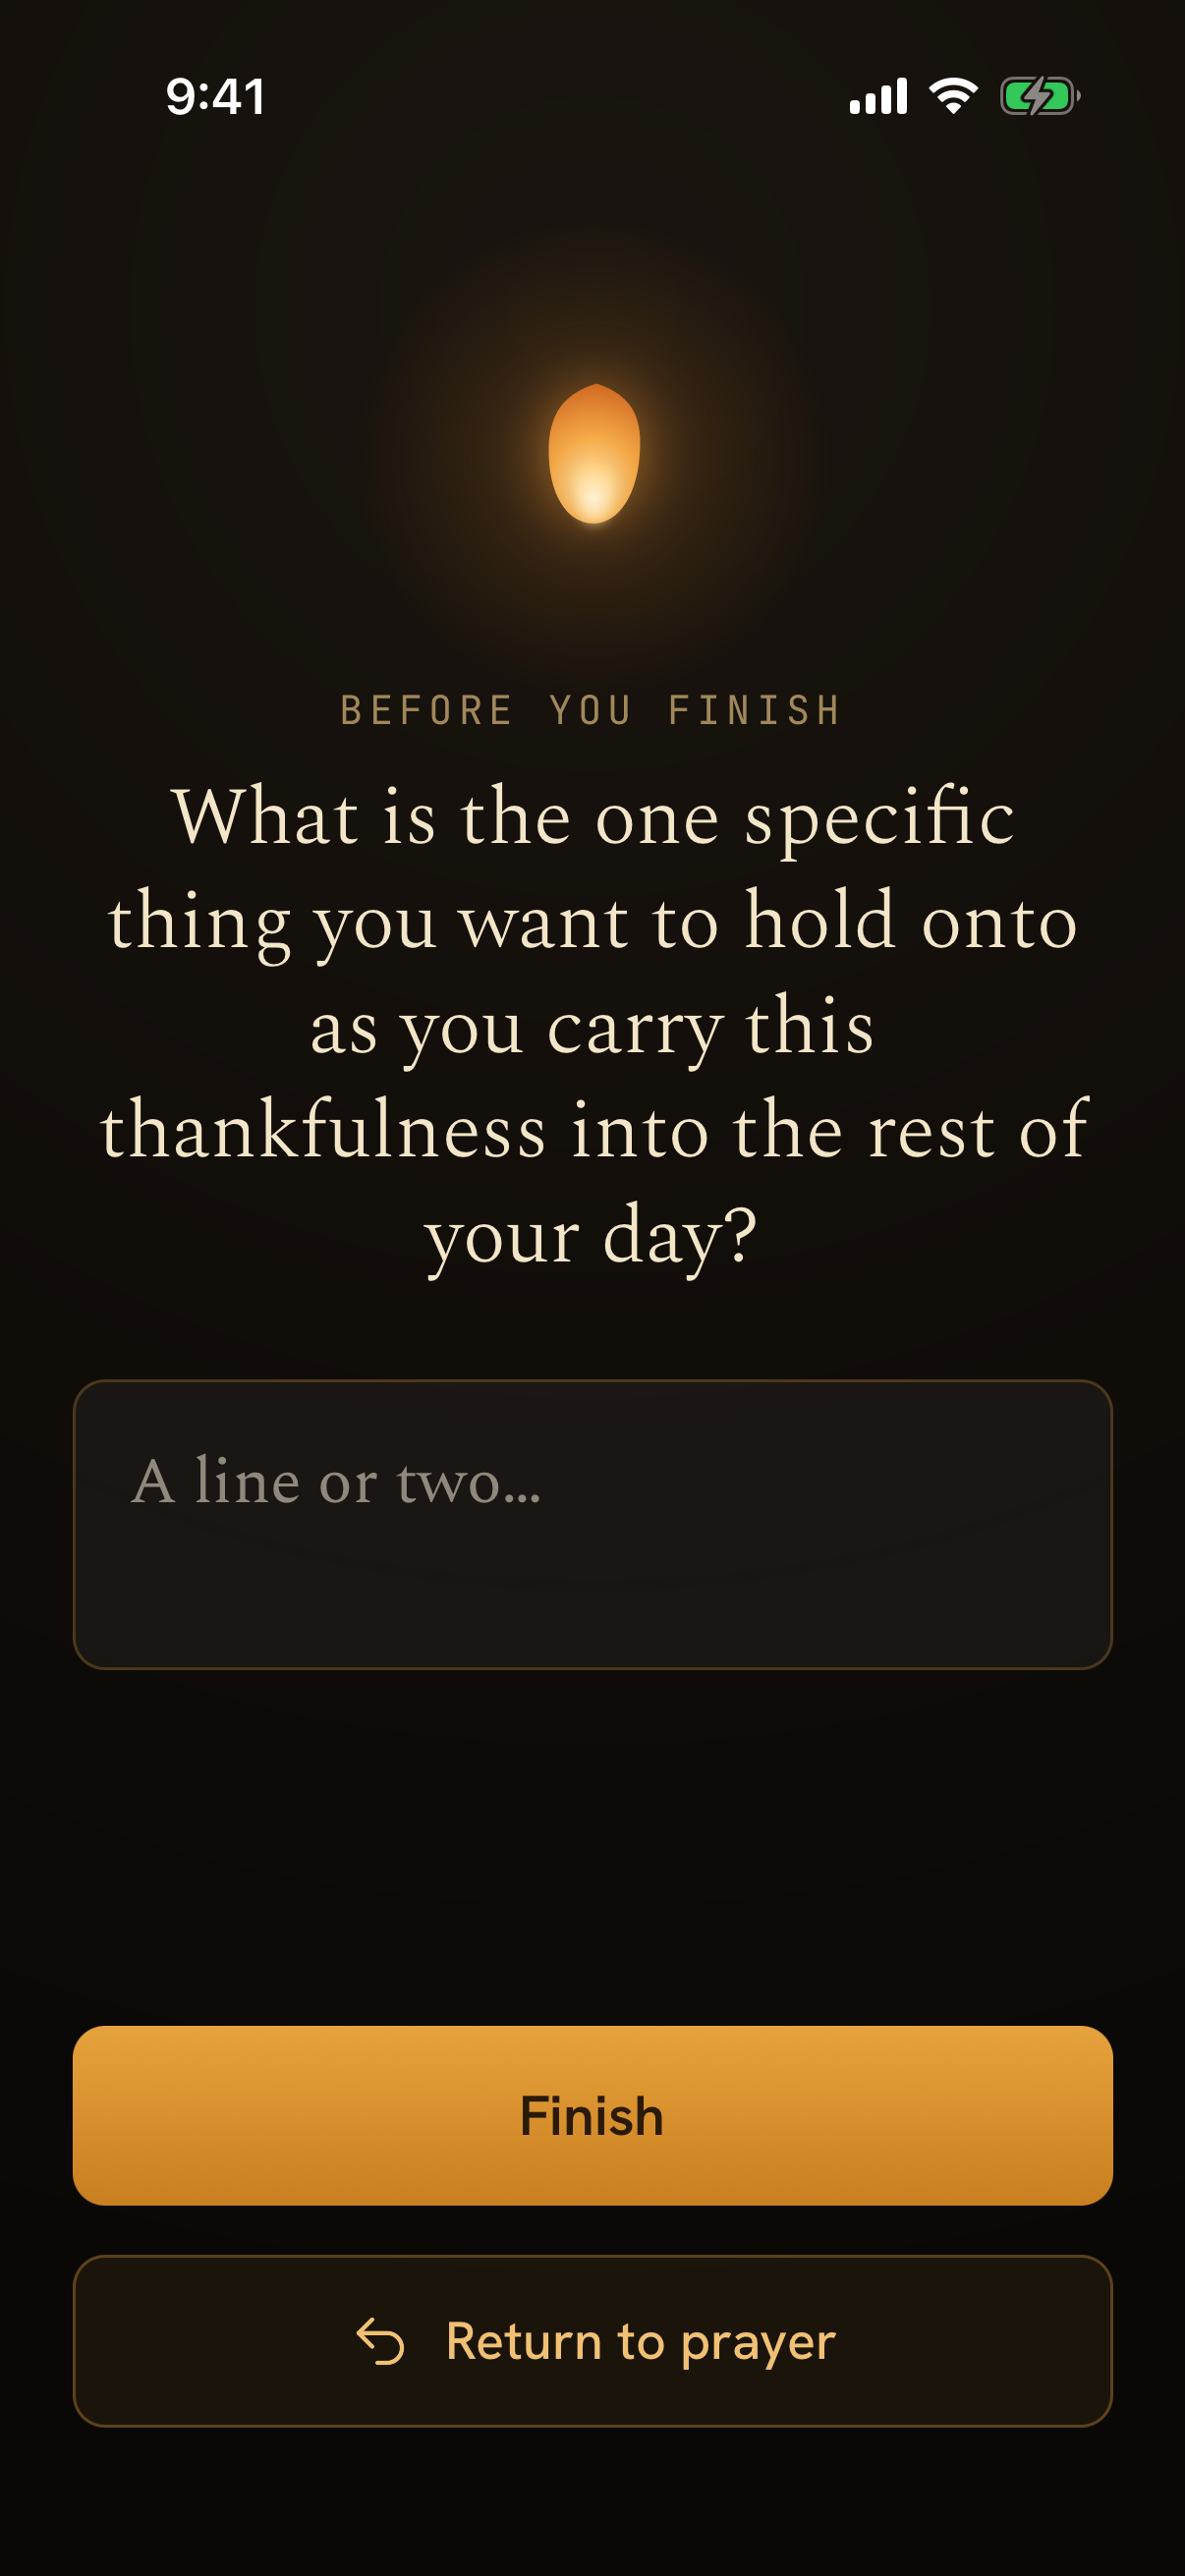 9:41
BEFORE YOU FINISH
What is the one specific
thing you want to hold onto
as you carry this
thankfulness into the rest of
your day?
A line or two…
Finish
Return to prayer